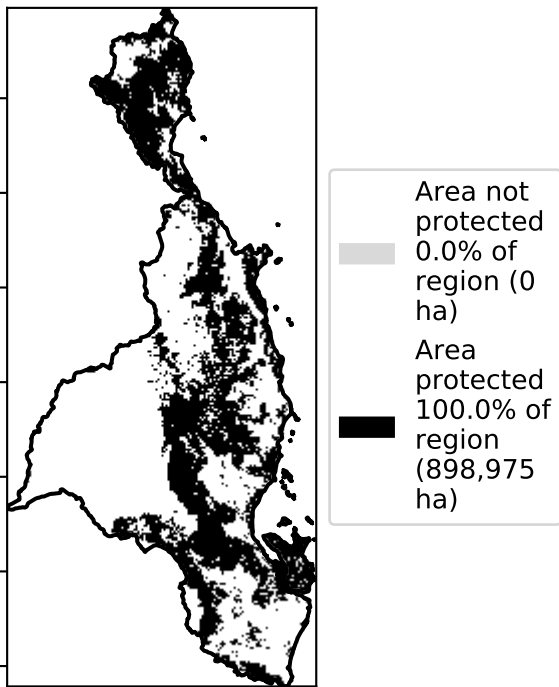 Area not
protected
0.0% of
region (0
ha)
Area
protected
100.0% of
region
(898,975
ha)